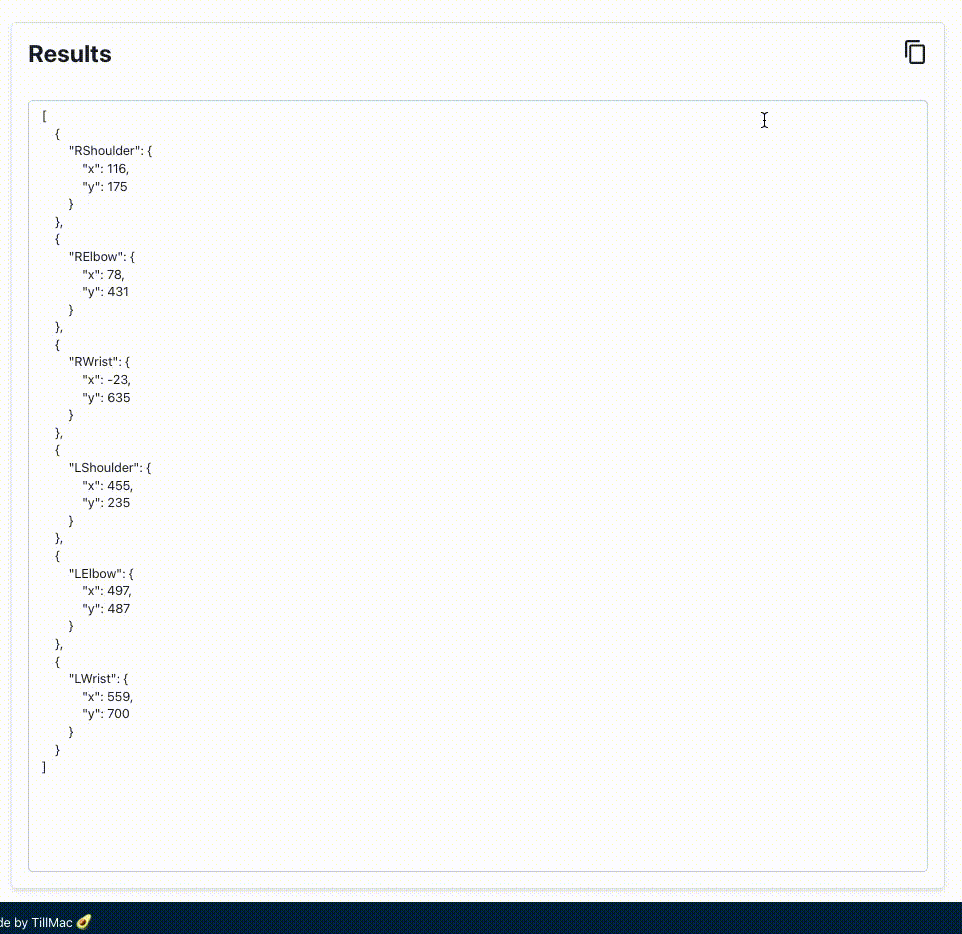 Results
[
  {
    "RShoulder": {
      "x": 116,
      "y": 175
    }
  },
  {
    "RElbow": {
      "x": 78,
      "y": 431
    }
  },
  {
    "RWrist": {
      "x": -23,
      "y": 635
    }
  },
  {
    "LShoulder": {
      "x": 455,
      "y": 235
    }
  },
  {
    "LElbow": {
      "x": 497,
      "y": 487
    }
  },
  {
    "LWrist": {
      "x": 559,
      "y": 700
    }
  }
]
de by TillMac 🥑